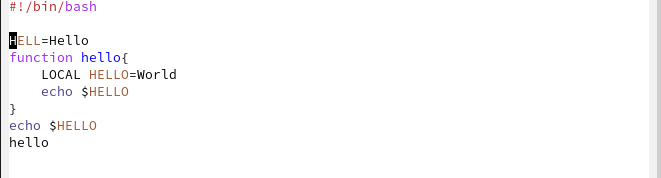 #!/bin/bash
HELL=Hello
function hello{
    LOCAL HELLO=World
    echo $HELLO
}
echo $HELLO
hello